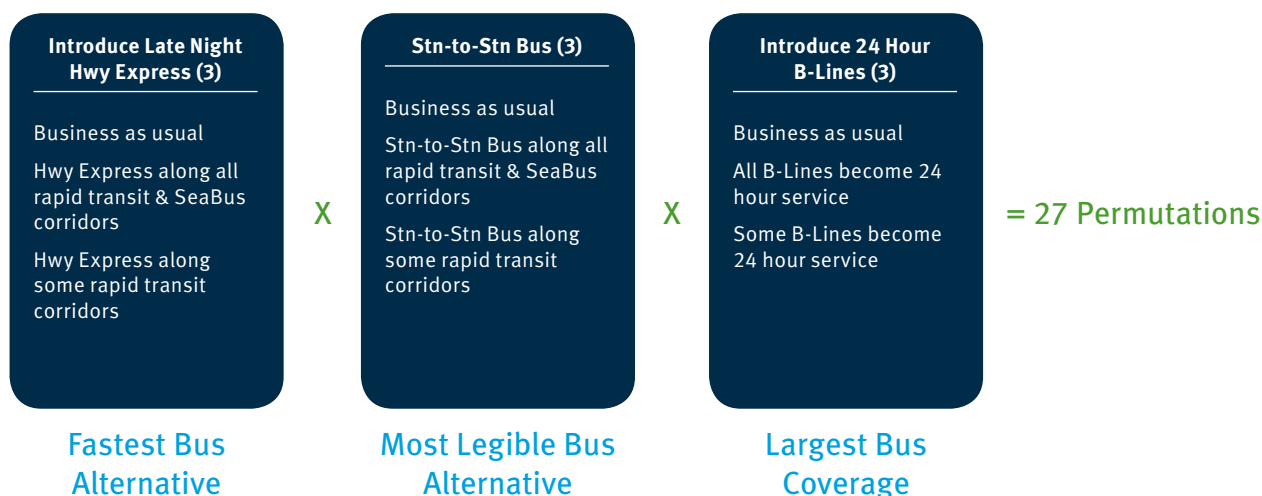 Introduce Late Night
Hwy Express (3)
Business as usual
Hwy Express along all
rapid transit & SeaBus
corridors
Hwy Express along
some rapid transit
corridors
Fastest Bus
Alternative
X
Stn-to-Stn Bus (3)
Business as usual
Stn-to-Stn Bus along all
rapid transit & SeaBus
corridors
Stn-to-Stn Bus along
some rapid transit
corridors
Most Legible Bus
Alternative
X
Introduce 24 Hour
B-Lines (3)
Business as usual
All B-Lines become 24
hour service
Some B-Lines become
24 hour service
Largest Bus
Coverage
= 27 Permutations